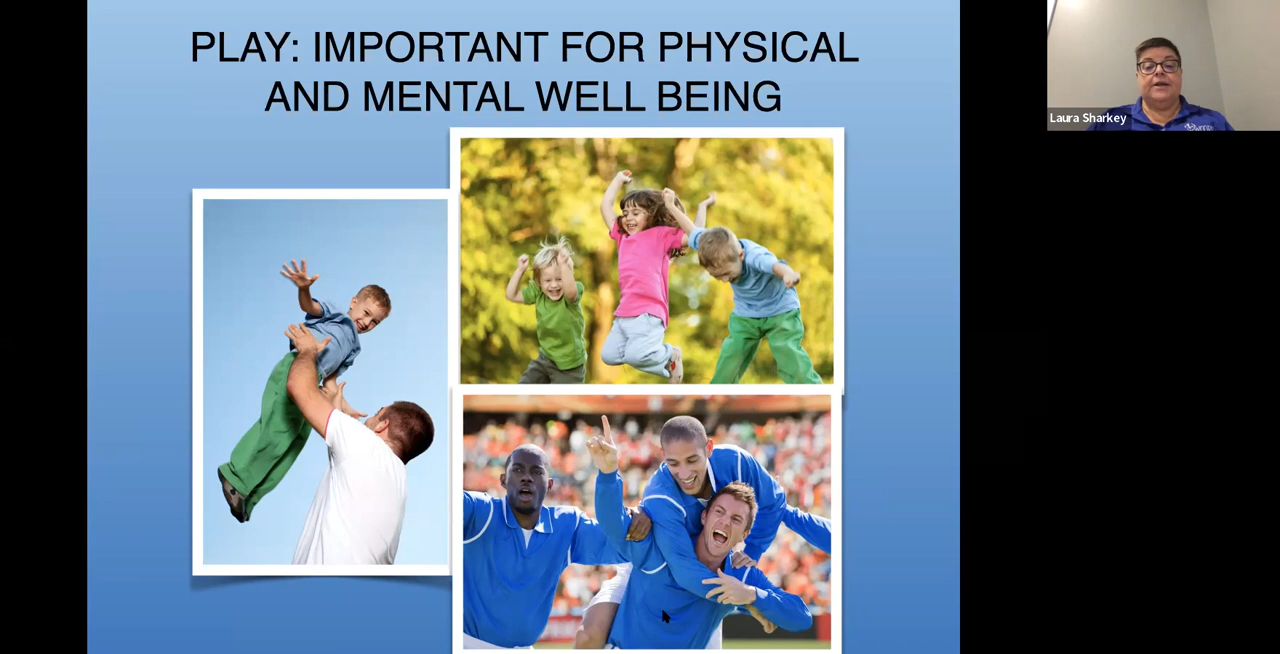 PLAY: IMPORTANT FOR PHYSICAL
AND MENTAL WELL BEING
Laura Sharkey